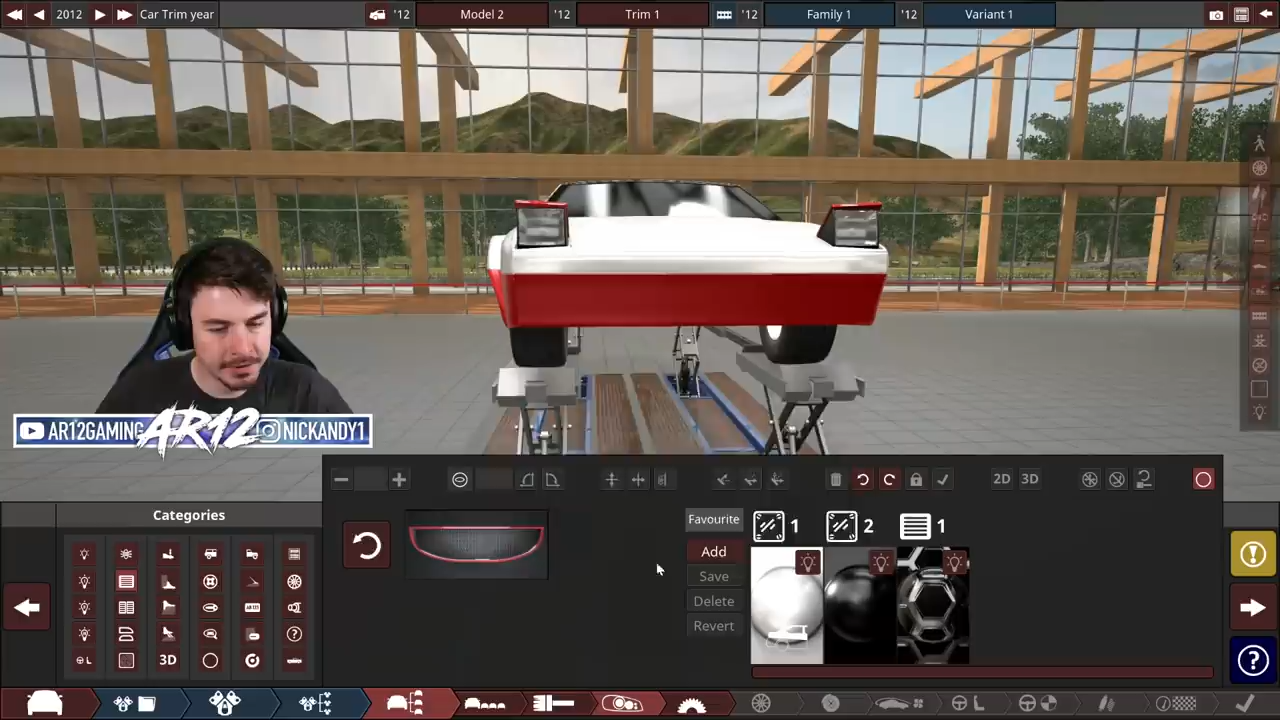 2012 Car Trim year '12 Model 2 '12 Trim 1 '12 Family 1 '12 Variant 1
AR12GAMING AR12 NICKANDY1
2D 3D
Categories
Favourite 1 2 1
Add
Save
Delete
Revert
L 3D